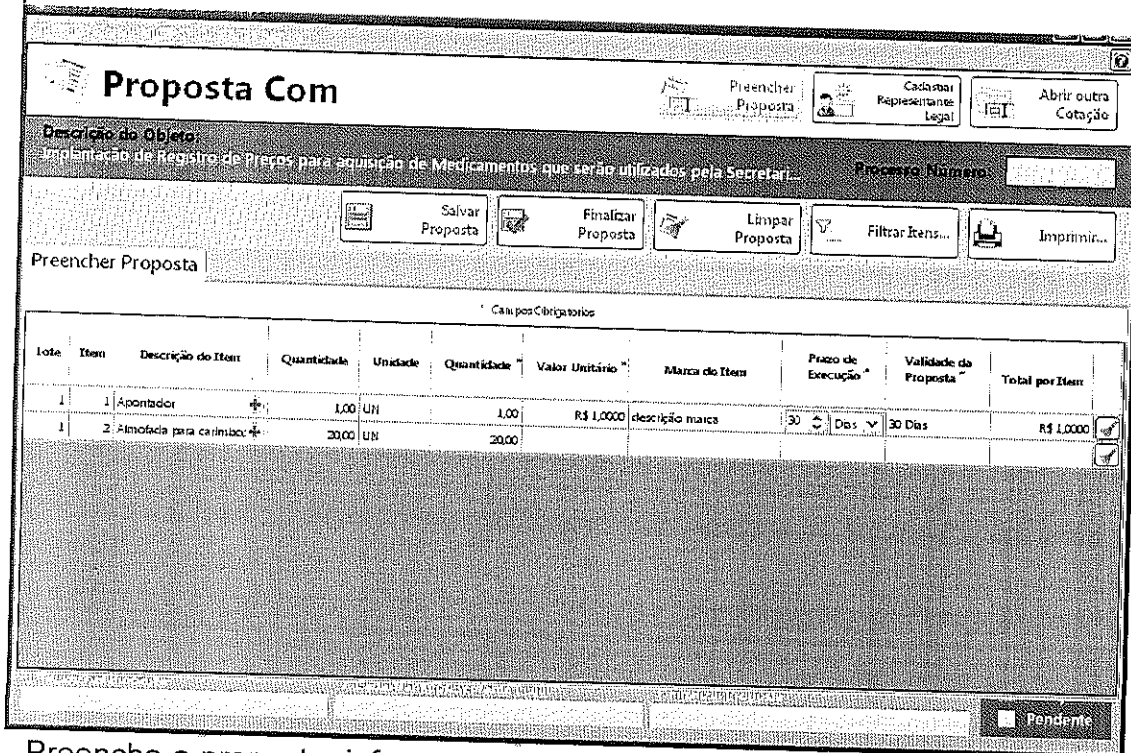 Proposta Com
Preencher Proposta
Cadastrar Representante Legal
Abrir outra Cotação
Descrição do Objeto:
Implantação de Registro de Preços para aquisição de Medicamentos que serão utilizados pela Secretari...
Processo Número:
Salvar Proposta
Finalizar Proposta
Limpar Proposta
Filtrar Itens...
Imprimir...
Preencher Proposta
* Campos Obrigatorios
Lote Item Descrição do Item Quantidade Unidade Quantidade * Valor Unitário * Marca do Item Prazo de Execução * Validade da Proposta * Total por Item
1 1 Apontador 1,00 UN 1,00 R$ 1,0000 descrição marca 30 Dias 30 Dias R$ 1,0000
1 2 Almofada para carimbo: 20,00 UN 20,00
Pendente